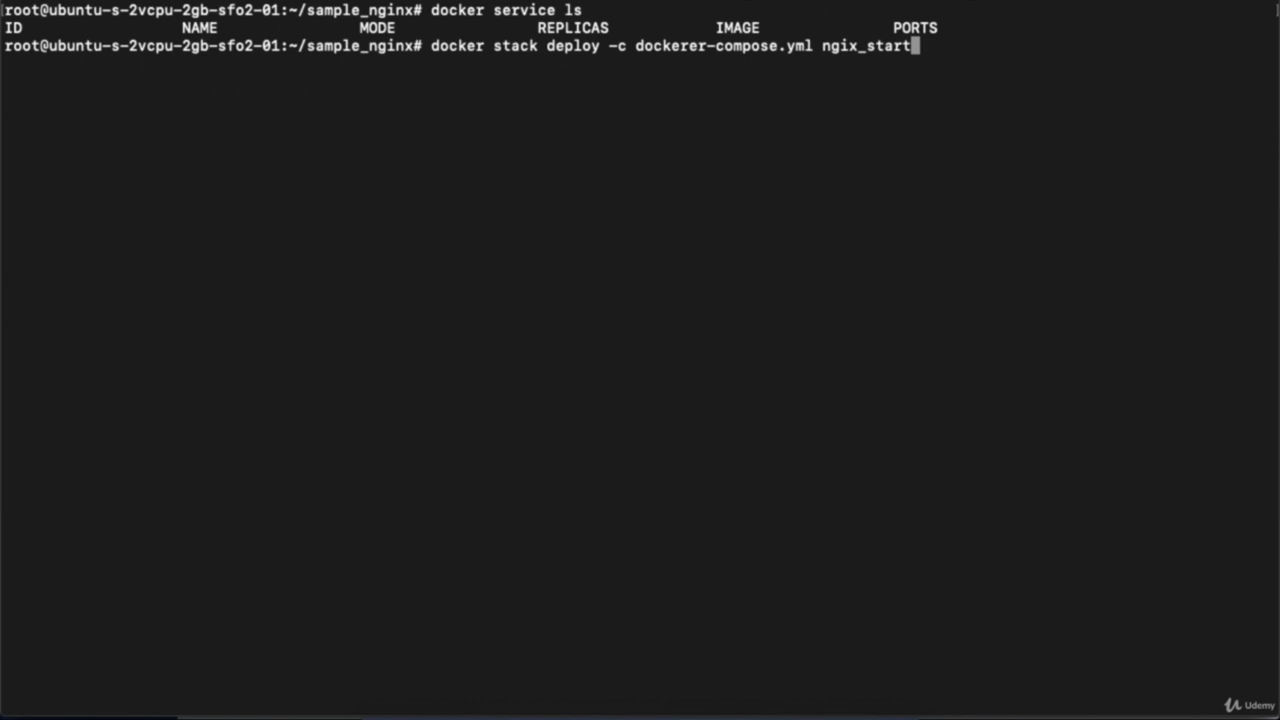 root@ubuntu-s-2vcpu-2gb-sfo2-01:~/sample_nginx# docker service ls
ID NAME MODE REPLICAS IMAGE PORTS
root@ubuntu-s-2vcpu-2gb-sfo2-01:~/sample_nginx# docker stack deploy -c dockerer-compose.yml ngix_start
Udemy